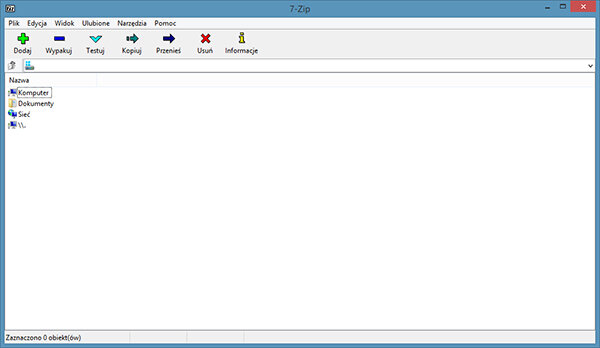 7-Zip
Plik Edycja Widok Ulubione Narzędzia Pomoc
Dodaj Wypakuj Testuj Kopiuj Przenieś Usuń Informacje
Nazwa
Komputer
Dokumenty
Sieć
\\.
Zaznaczono 0 obiekt(ów)